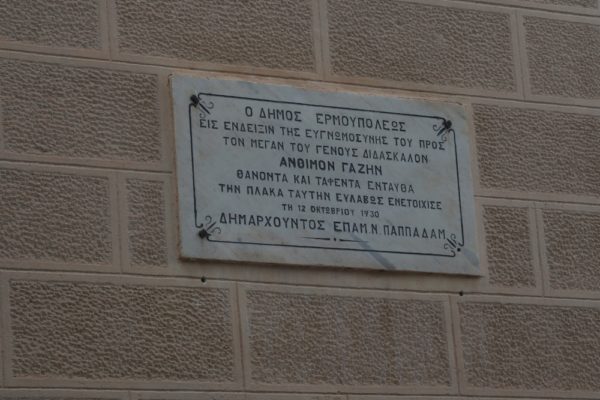 Ο ΔΗΜΟΣ ΕΡΜΟΥΠΟΛΕΩΣ
ΕΙΣ ΕΝΔΕΙΞΙΝ ΤΗΣ ΕΥΓΝΩΜΟΣΥΝΗΣ ΤΟΥ ΠΡΟΣ
ΤΟΝ ΜΕΓΑΝ ΤΟΥ ΓΕΝΟΥΣ ΔΙΔΑΣΚΑΛΟΝ
ΑΝΘΙΜΟΝ ΓΑΖΗΝ
ΘΑΝΟΝΤΑ ΚΑΙ ΤΑΦΕΝΤΑ ΕΝΤΑΥΘΑ
ΤΗΝ ΠΛΑΚΑ ΤΑΥΤΗΝ ΕΥΛΑΒΩΣ ΕΝΕΤΟΙΧΙΣΕ
ΤΗ 12 ΟΚΤΩΒΡΙΟΥ 1930
ΔΗΜΑΡΧΟΥΝΤΟΣ ΕΠΑΜ. Ν. ΠΑΠΠΑΔΑΜ